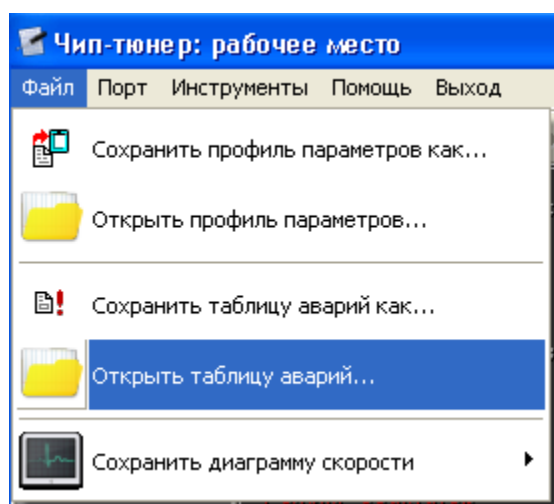 Чип-тюнер: рабочее место
Файл Порт Инструменты Помощь Выход
Сохранить профиль параметров как...
Открыть профиль параметров...
Сохранить таблицу аварий как...
Открыть таблицу аварий...
Сохранить диаграмму скорости